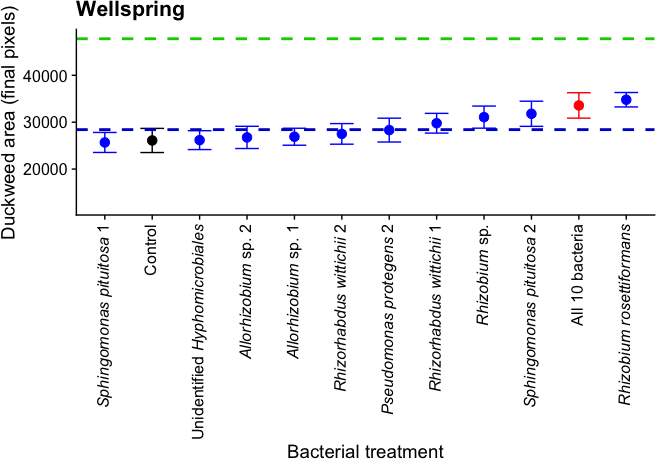 Wellspring
Duckweed area (final pixels)
40000
30000
20000
Sphingomonas pituitosa 1
Control
Unidentified Hyphomicrobiales
Allorhizobium sp. 2
Allorhizobium sp. 1
Rhizorhabdus wittichii 2
Pseudomonas protegens 2
Rhizorhabdus wittichii 1
Rhizobium sp.
Sphingomonas pituitosa 2
All 10 bacteria
Rhizobium rosettiformans
Bacterial treatment